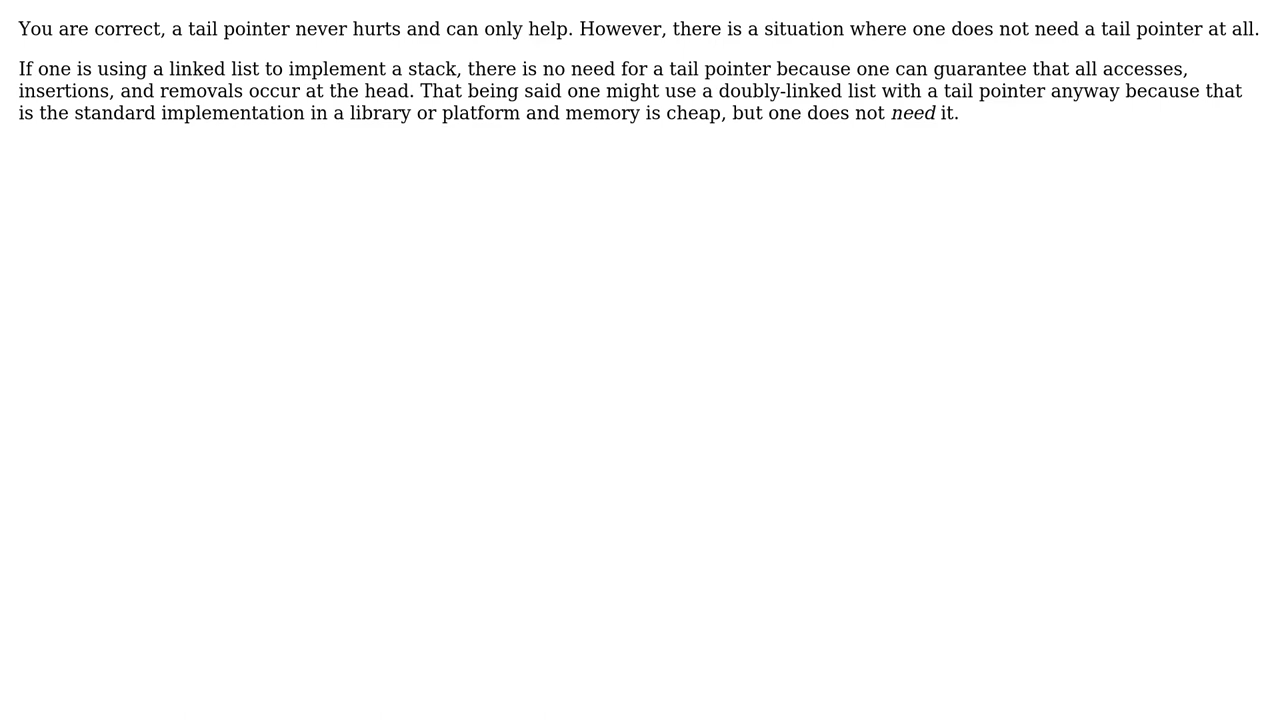 You are correct, a tail pointer never hurts and can only help. However, there is a situation where one does not need a tail pointer at all.
If one is using a linked list to implement a stack, there is no need for a tail pointer because one can guarantee that all accesses,
insertions, and removals occur at the head. That being said one might use a doubly-linked list with a tail pointer anyway because that
is the standard implementation in a library or platform and memory is cheap, but one does not need it.